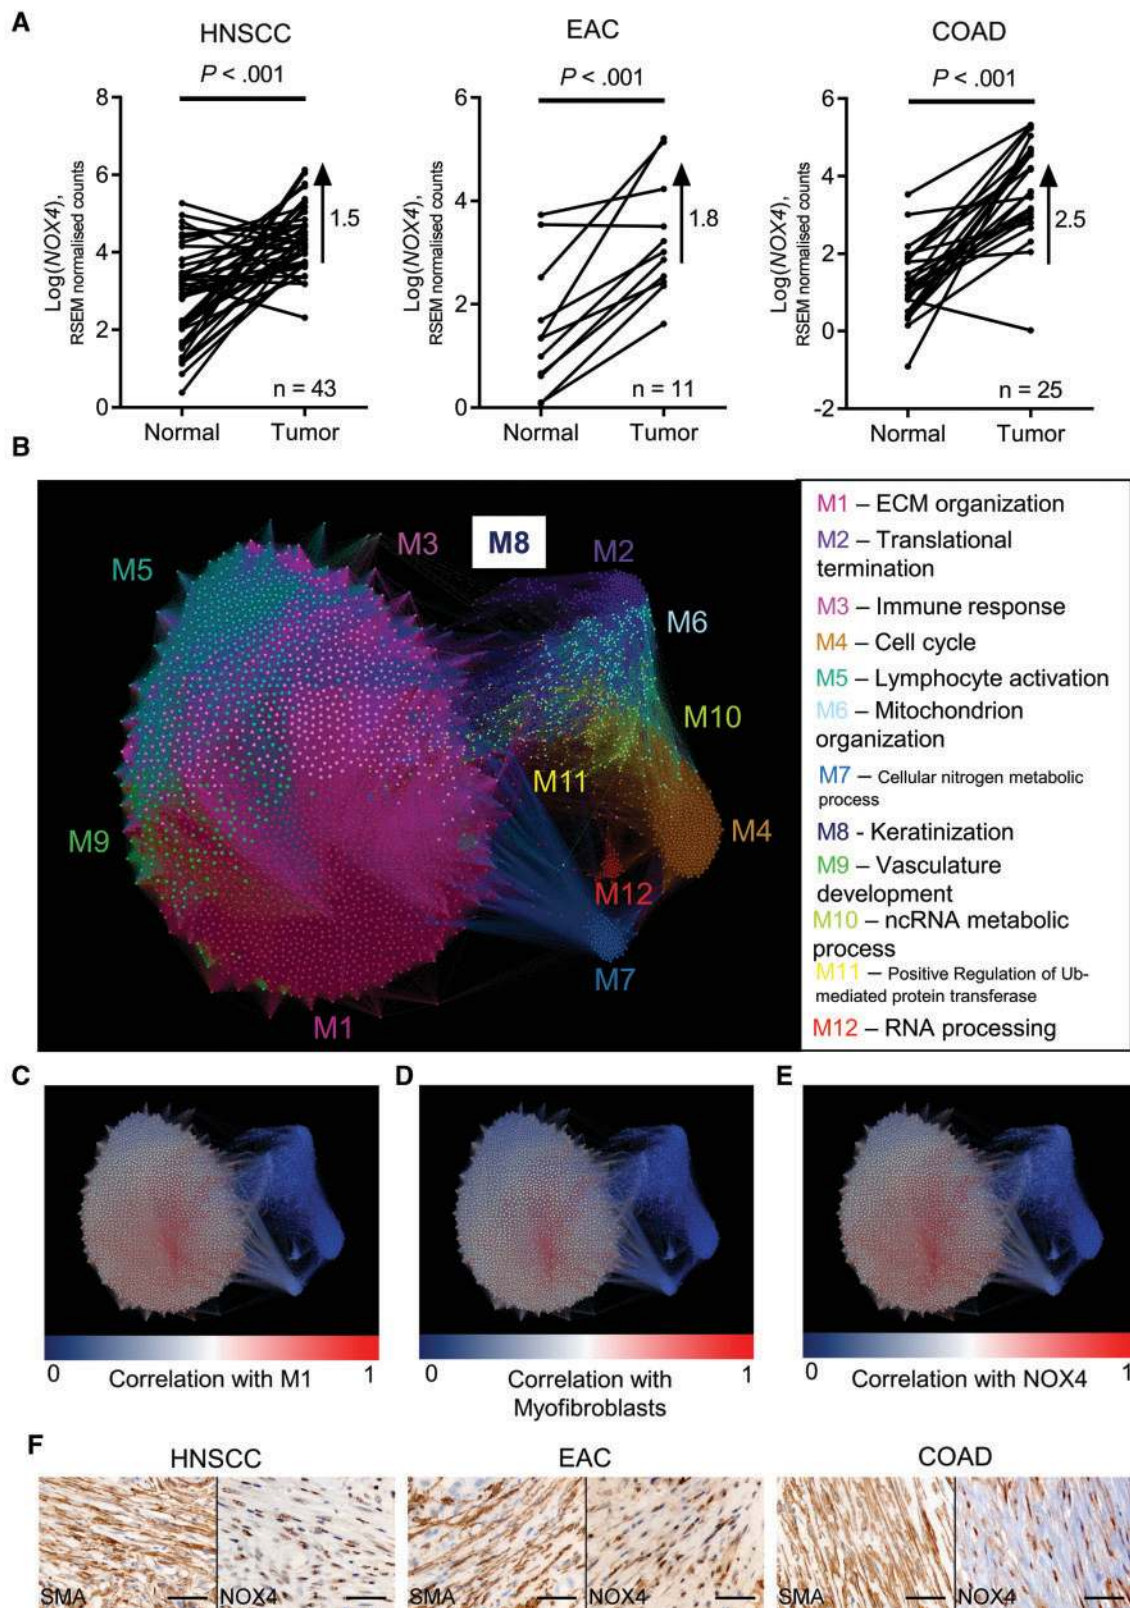 A
HNSCC
EAC
COAD
P < .001
P < .001
P < .001
Log(NOX4),
RSEM normalised counts
8
6
4
2
0
1.5
n = 43
Normal
Tumor
Log(NOX4),
RSEM normalised counts
6
4
2
0
1.8
n = 11
Normal
Tumor
Log(NOX4),
RSEM normalised counts
6
4
2
0
-2
2.5
n = 25
Normal
Tumor
B
M5
M3
M8
M2
M6
M10
M11
M9
M4
M12
M7
M1
M1 – ECM organization
M2 – Translational
termination
M3 – Immune response
M4 – Cell cycle
M5 – Lymphocyte activation
M6 – Mitochondrion
organization
M7 – Cellular nitrogen metabolic
process
M8 - Keratinization
M9 – Vasculature
development
M10 – ncRNA metabolic
process
M11 – Positive Regulation of Ub-
mediated protein transferase
M12 – RNA processing
C
0
1
Correlation with M1
D
0
1
Correlation with
Myofibroblasts
E
0
1
Correlation with NOX4
F
HNSCC
EAC
COAD
SMA
NOX4
SMA
NOX4
SMA
NOX4